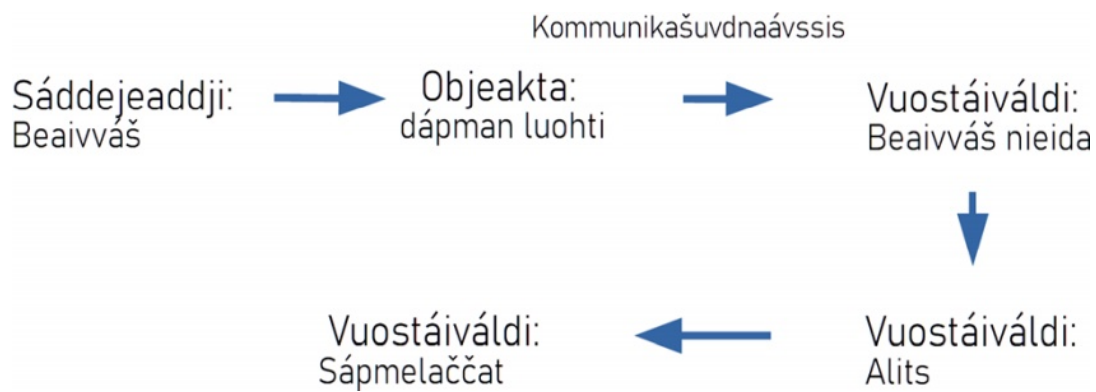 Kommunikašuvdnaávssis
Sáddejeaddji:
Beaivváš
Objeakta:
dápman luohti
Vuostáiváldi:
Beaivváš nieida
Vuostáiváldi:
Alits
Vuostáiváldi:
Sápmelaččat